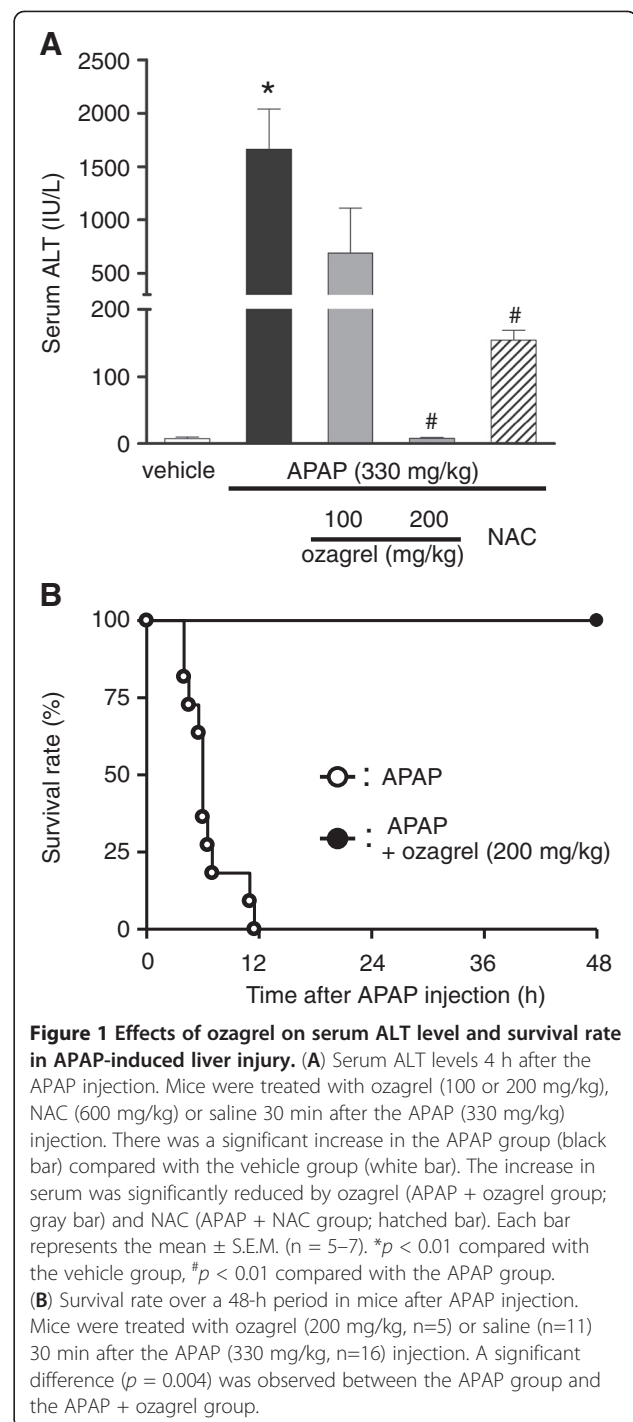 A
2500
*
2000
1500
1000
500
200
#
100
#
0
Serum ALT (IU/L)
vehicle
APAP (330 mg/kg)
100 200
NAC
ozagrel (mg/kg)
B
100
75
50
25
0
Survival rate (%)
: APAP
: APAP
+ ozagrel (200 mg/kg)
0 12 24 36 48
Time after APAP injection (h)
Figure 1 Effects of ozagrel on serum ALT level and survival rate
in APAP-induced liver injury. (A) Serum ALT levels 4 h after the
APAP injection. Mice were treated with ozagrel (100 or 200 mg/kg),
NAC (600 mg/kg) or saline 30 min after the APAP (330 mg/kg)
injection. There was a significant increase in the APAP group (black
bar) compared with the vehicle group (white bar). The increase in
serum was significantly reduced by ozagrel (APAP + ozagrel group;
gray bar) and NAC (APAP + NAC group; hatched bar). Each bar
represents the mean ± S.E.M. (n = 5–7). *p < 0.01 compared with
the vehicle group, #p < 0.01 compared with the APAP group.
(B) Survival rate over a 48-h period in mice after APAP injection.
Mice were treated with ozagrel (200 mg/kg, n=5) or saline (n=11)
30 min after the APAP (330 mg/kg, n=16) injection. A significant
difference (p = 0.004) was observed between the APAP group and
the APAP + ozagrel group.